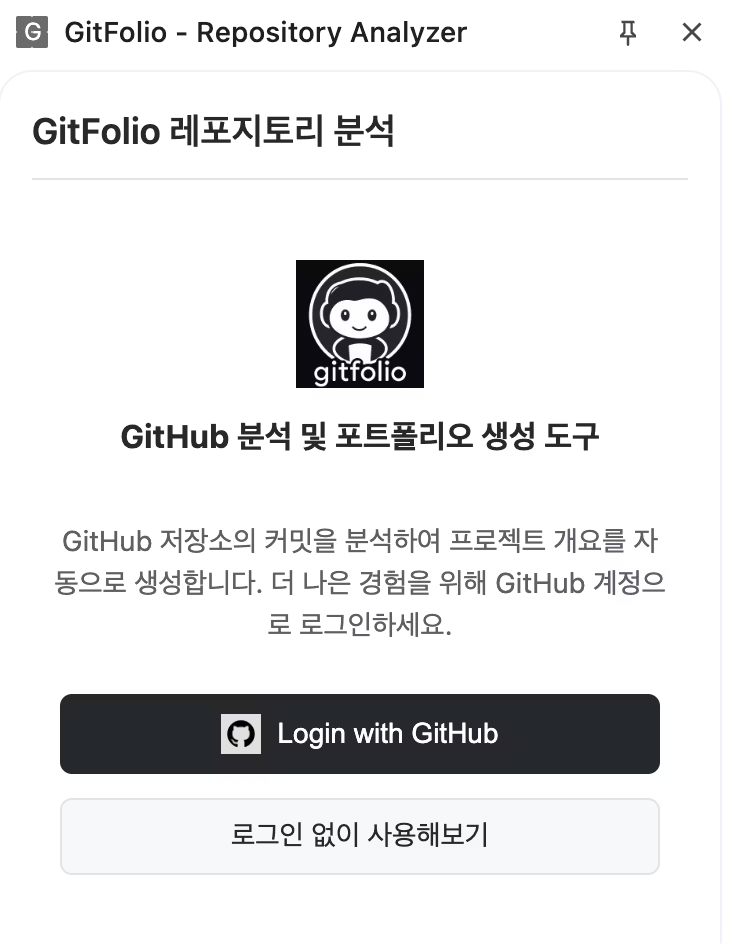 G GitFolio - Repository Analyzer
GitFolio 레포지토리 분석
gitfolio
GitHub 분석 및 포트폴리오 생성 도구
GitHub 저장소의 커밋을 분석하여 프로젝트 개요를 자
동으로 생성합니다. 더 나은 경험을 위해 GitHub 계정으
로 로그인하세요.
Login with GitHub
로그인 없이 사용해보기